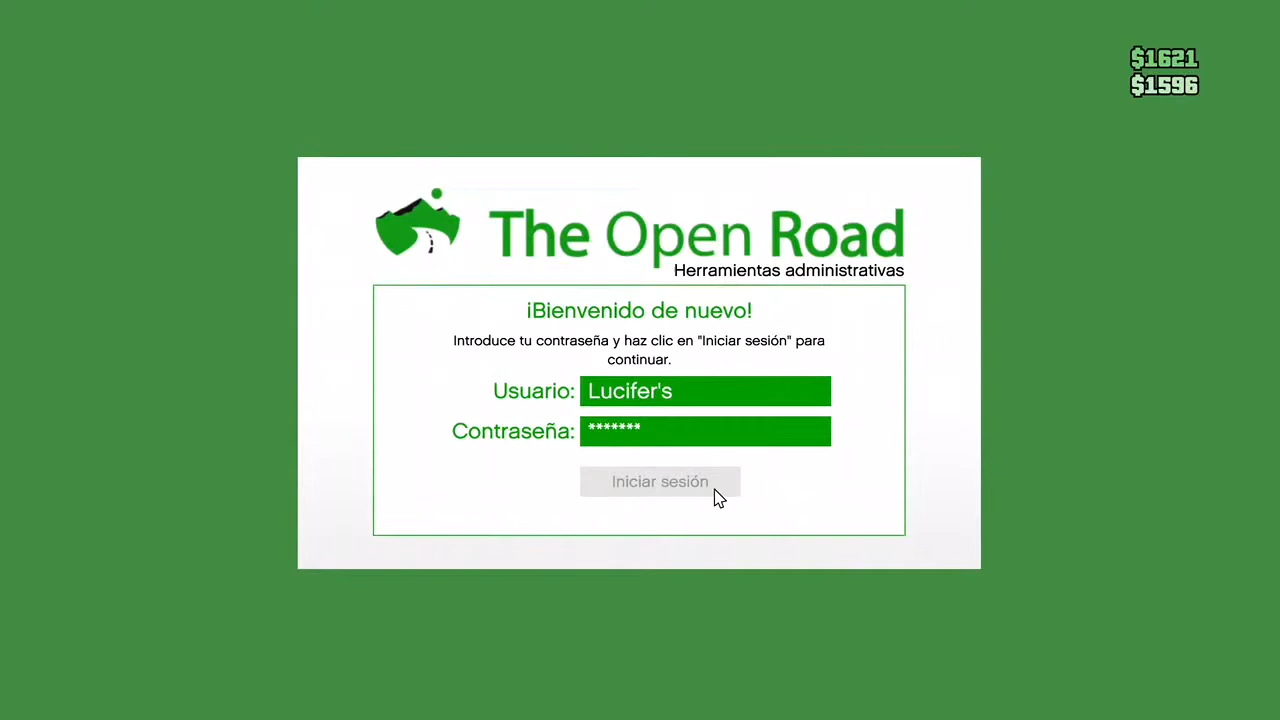 $1621
$1596
The Open Road
Herramientas administrativas
¡Bienvenido de nuevo!
Introduce tu contraseña y haz clic en "Iniciar sesión" para
continuar.
Usuario: Lucifer's
Contraseña: *******
Iniciar sesión